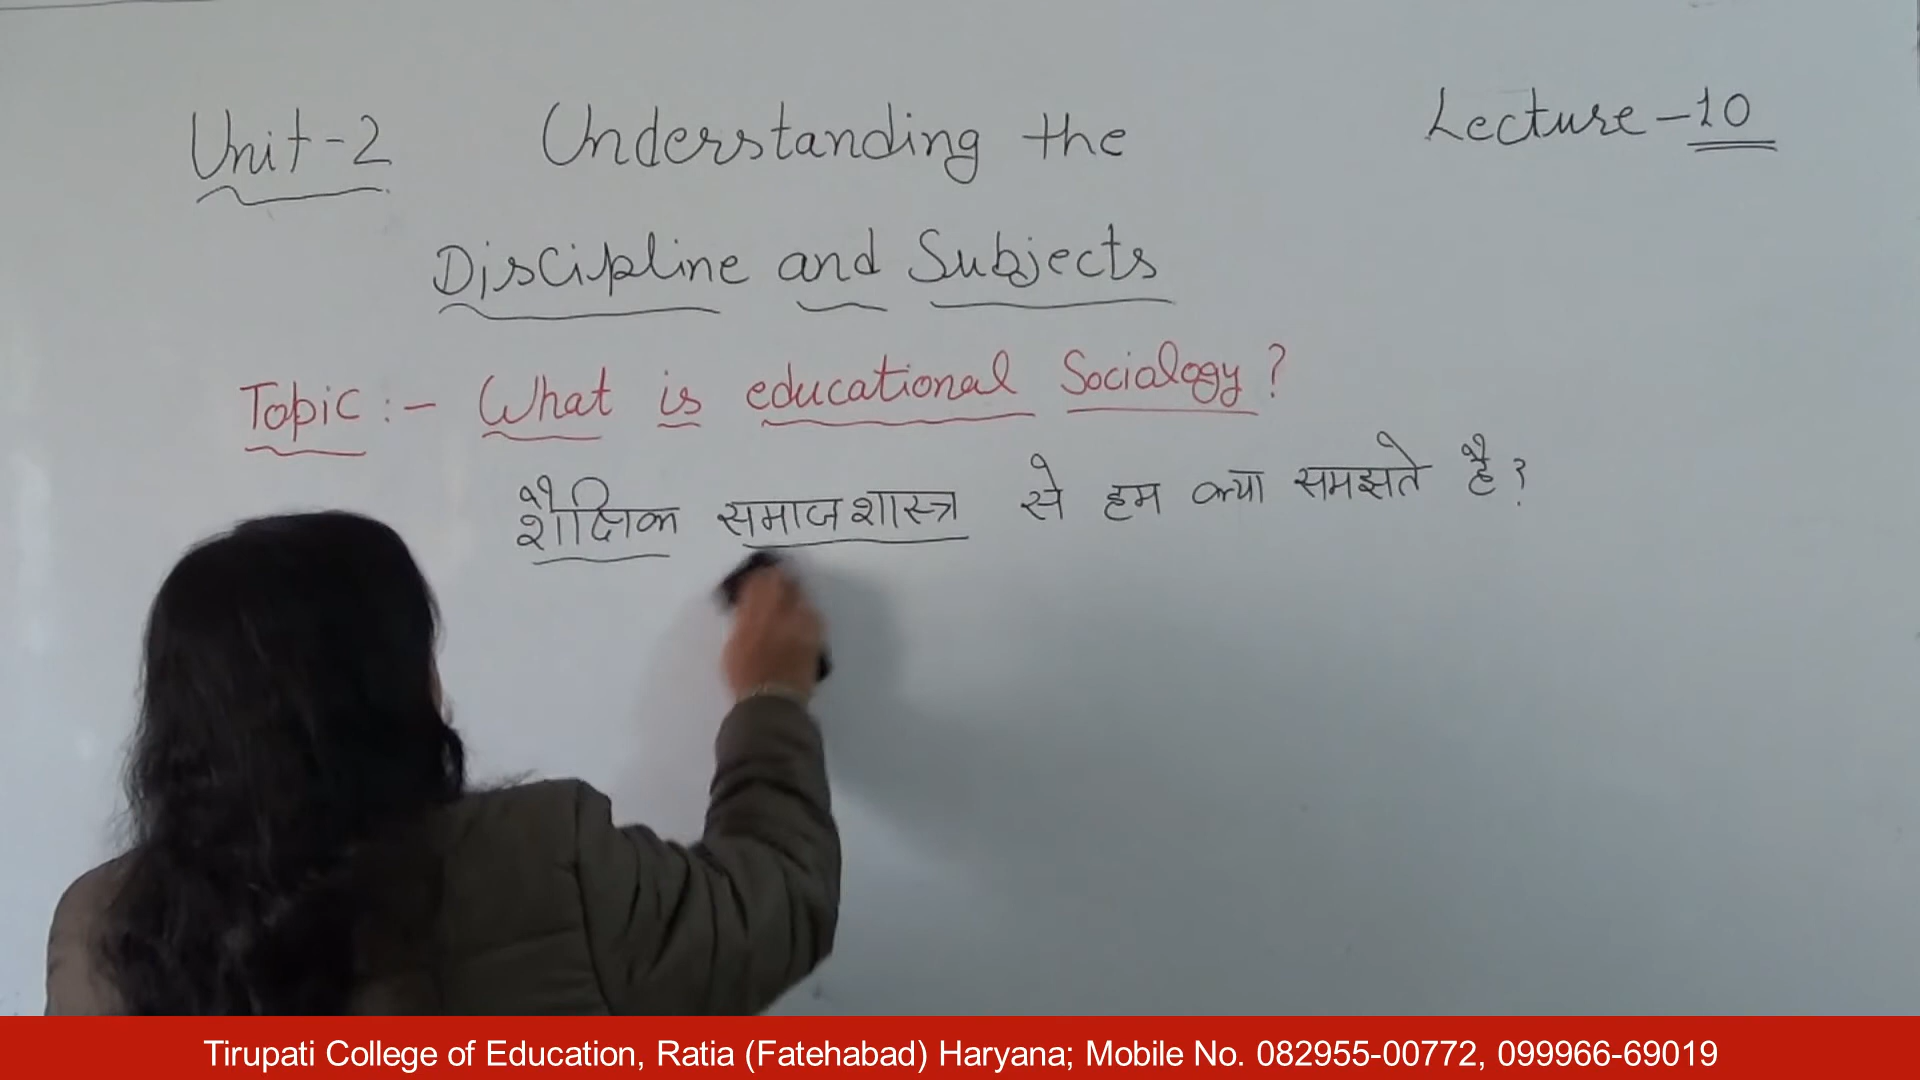 Unit-2 Understanding the Lecture-10
Discipline and Subjects
Topic:- What is educational Socialogy?
शैक्षिक समाजशास्त्र से हम क्या समझते है?
Tirupati College of Education, Ratia (Fatehabad) Haryana; Mobile No. 082955-00772, 099966-69019